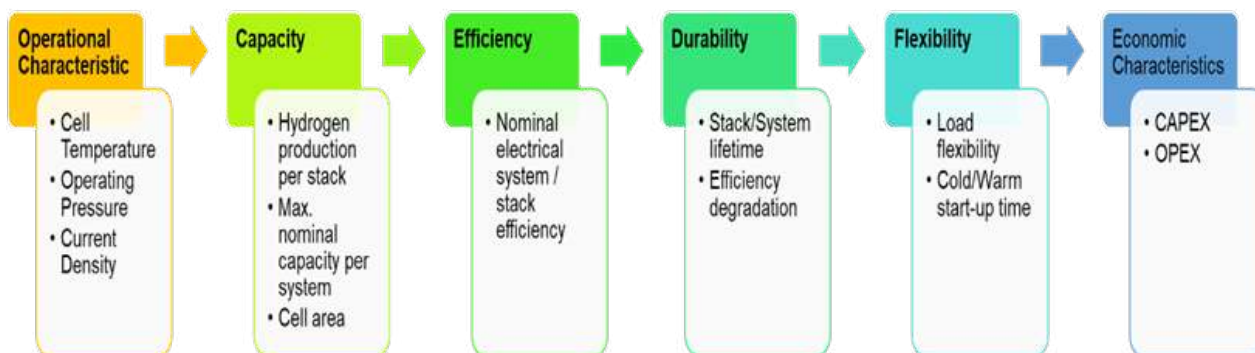 Operational
Characteristic
• Cell
Temperature
• Operating
Pressure
• Current
Density
Capacity
• Hydrogen
production
per stack
• Max.
nominal
capacity per
system
• Cell area
Efficiency
• Nominal
electrical
system /
stack
efficiency
Durability
• Stack/System
lifetime
• Efficiency
degradation
Flexibility
• Load
flexibility
• Cold/Warm
start-up time
Economic
Characteristics
• CAPEX
• OPEX